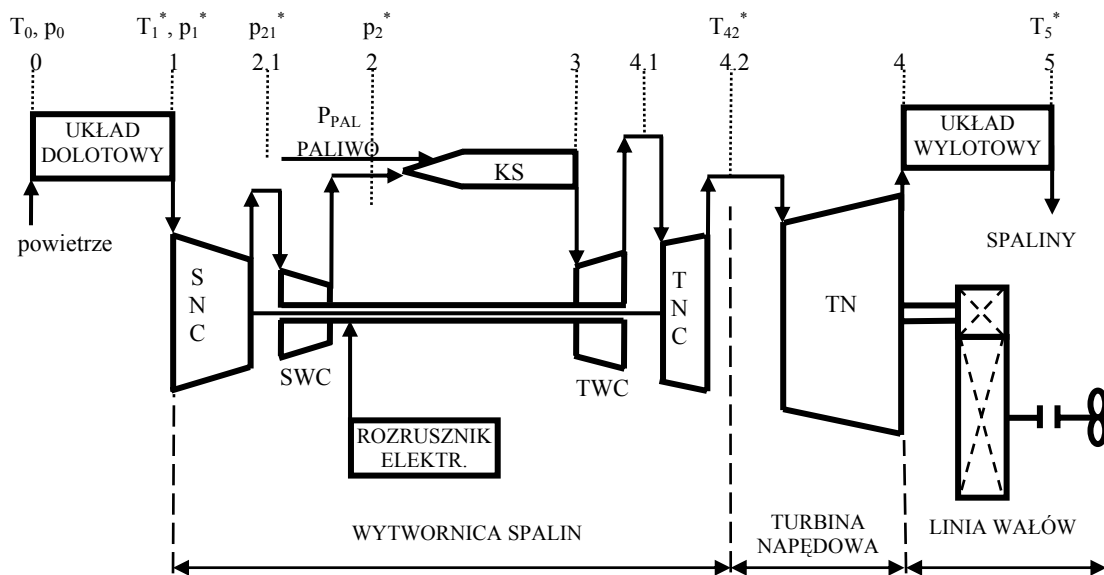 T0, p0
T1*, p1*
p21*
p2*
T42*
T5*
0
1
2.1
2
3
4.1
4.2
4
5
UKŁAD
DOLOTOWY
PPAL
PALIWO
KS
UKŁAD
WYLOTOWY
powietrze
SPALINY
S
N
C
T
N
C
TN
SWC
TWC
ROZRUSZNIK
ELEKTR.
WYTWORNICA SPALIN
TURBINA
NAPĘDOWA
LINIA WAŁÓW